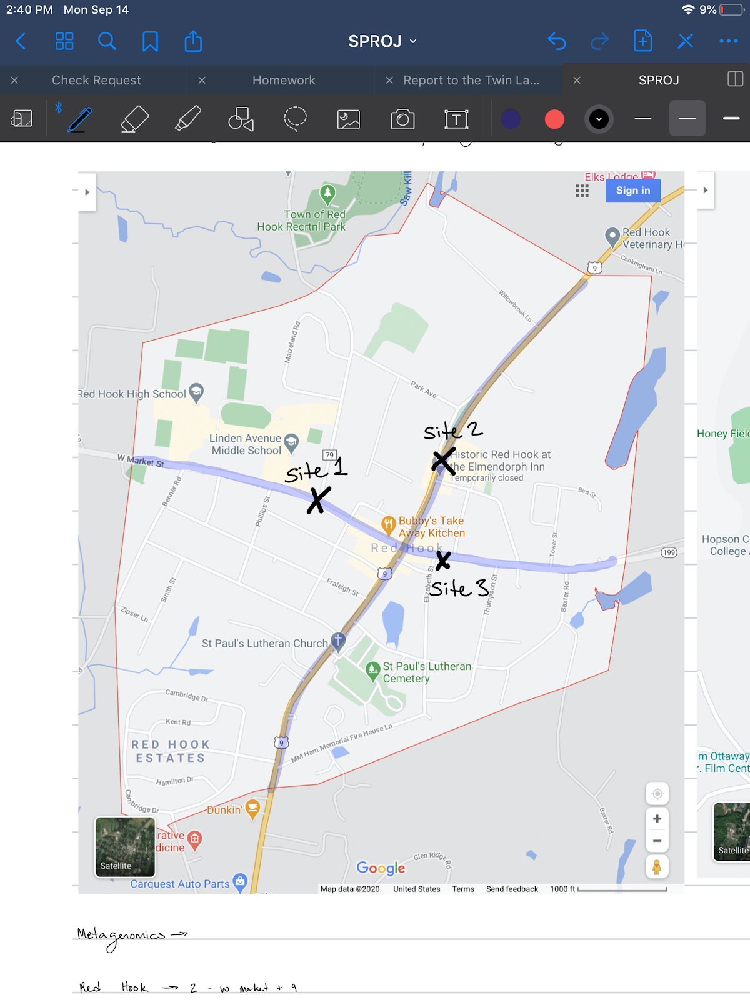 2:40 PM Mon Sep 14
9%
SPROJ
Check Request
Homework
Report to the Twin La...
SPROJ
T
Elks Lodge
Sign in
Saw Kill
Town of Red
Hook Recrtnl Park
Red Hook
Veterinary H
9
Cookingham Ln
Willowbrook Ln
Maizeland Rd
Park Ave
Red Hook High School
Linden Avenue
Middle School
Site 2
Honey Field
79
W Market St
Site 1
Historic Red Hook at
the Elmendorph Inn
Temporarily closed
Benner Rd
Phillips St
Bird St
Bubby's Take
Away Kitchen
Red Hook
Tower St
Hopson C
College
199
9
Elizabeth St
Site 3
Fraleigh St
Smith St
Thompson St
Baxter Rd
Zipser Ln
St Paul's Lutheran Church
St Paul's Lutheran
Cemetery
Cambridge Dr
Kent Rd
RED HOOK
ESTATES
9
MM Ham Memorial Fire House Ln
im Ottaway
r. Film Cent
Hamilton Dr
Cambridge Dr
Dunkin'
Baxter Rd
rative
dicine
Satellite
Satellite
Glen Ridge Rd
Google
Carquest Auto Parts
Map data ©2020 United States Terms Send feedback 1000 ft
Metagenomics →
Red Hook → 2 - w market + 9